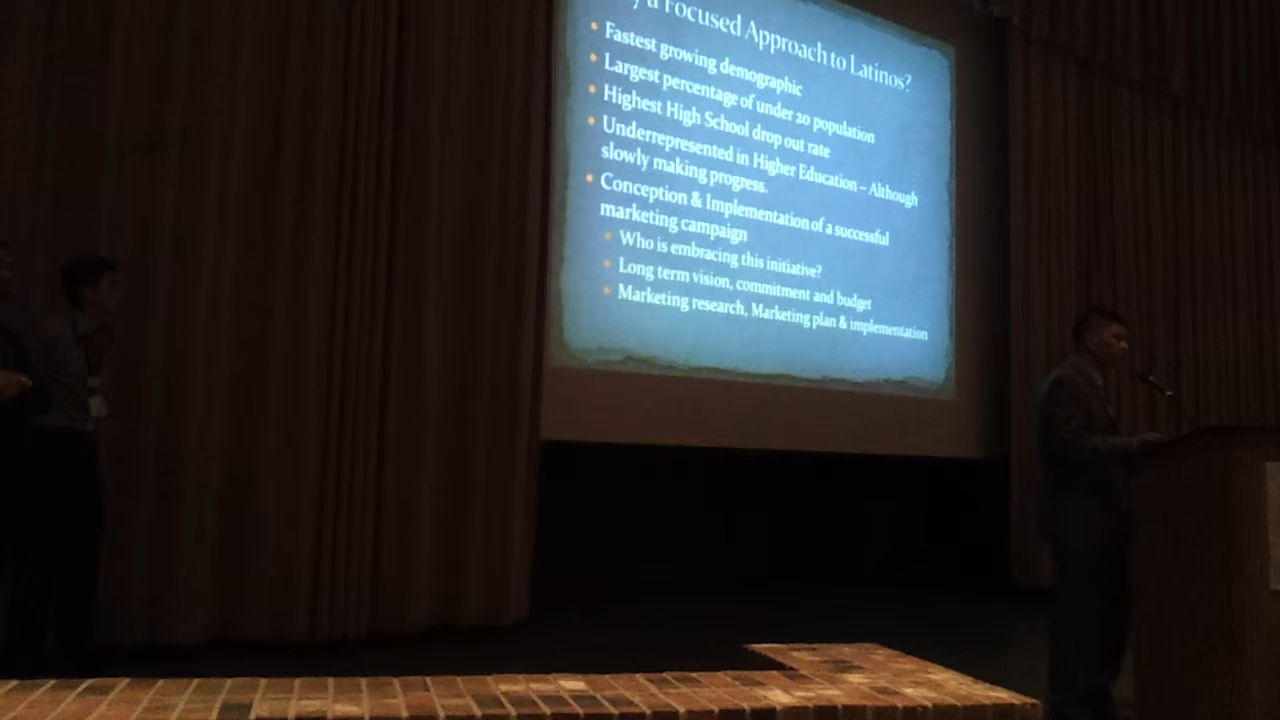 a Focused Approach to Latinos?
• Fastest growing demographic
• Largest percentage of under 20 population
• Highest High School drop out rate
• Underrepresented in Higher Education – Although
slowly making progress.
• Conception & Implementation of a successful
marketing campaign
• Who is embracing this initiative?
• Long term vision, commitment and budget
• Marketing research, Marketing plan & implementation